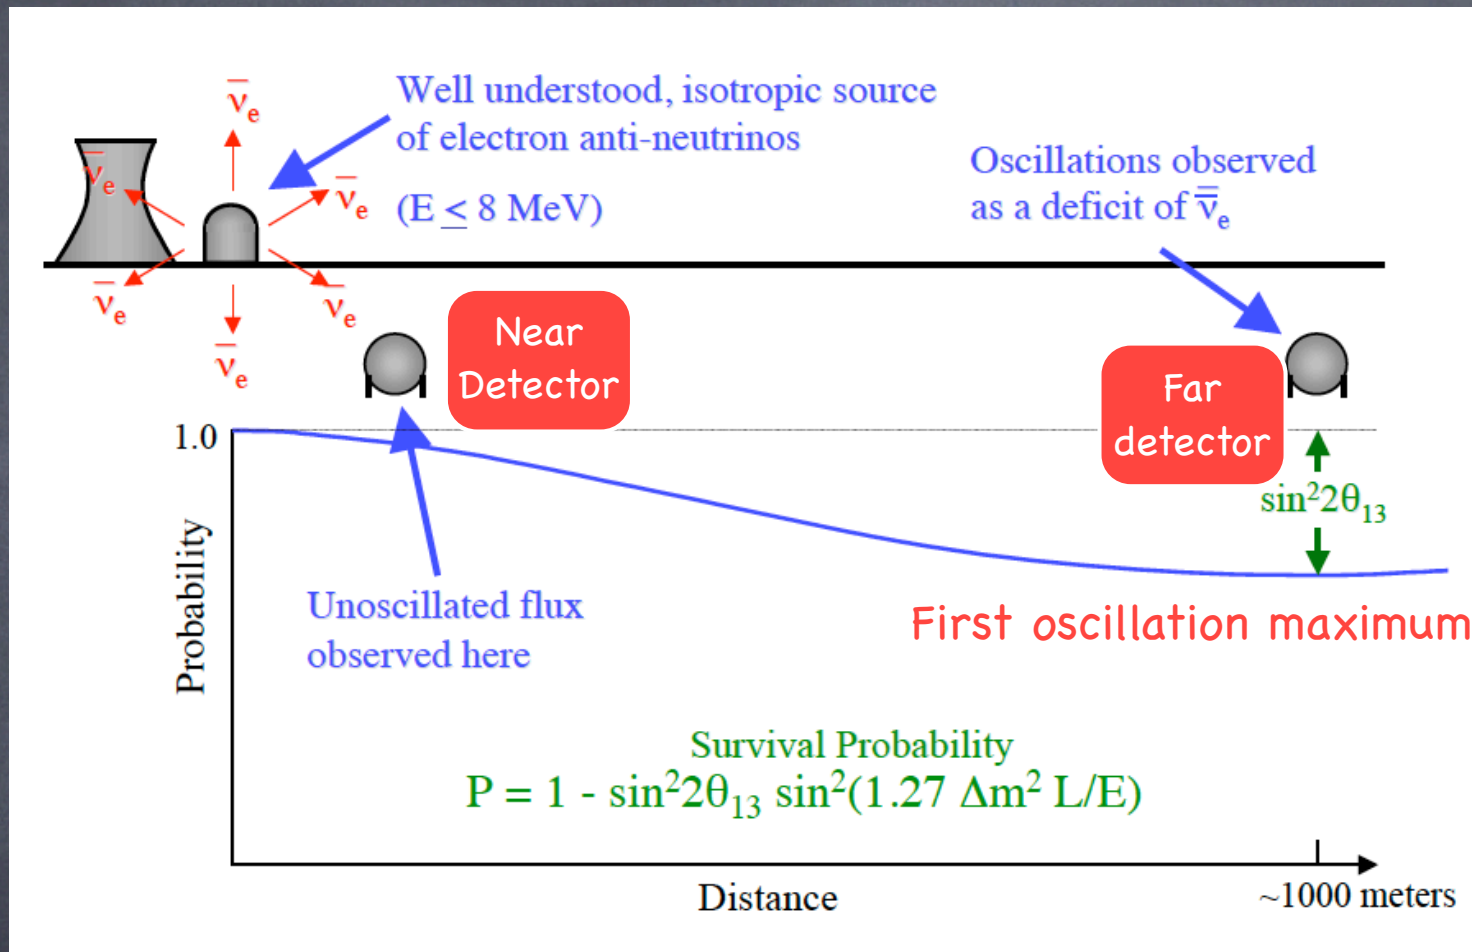 ν̅ₑ
Well understood, isotropic source
of electron anti-neutrinos
(E ≤ 8 MeV)
ν̅ₑ
ν̅ₑ
Oscillations observed
as a deficit of ν̅ₑ
ν̅ₑ
ν̅ₑ
ν̅ₑ
Near
Detector
Far
detector
1.0
sin²2θ₁₃
Probability
Unoscillated flux
observed here
First oscillation maximum
Survival Probability
P = 1 - sin²2θ₁₃ sin²(1.27 Δm² L/E)
Distance
~1000 meters